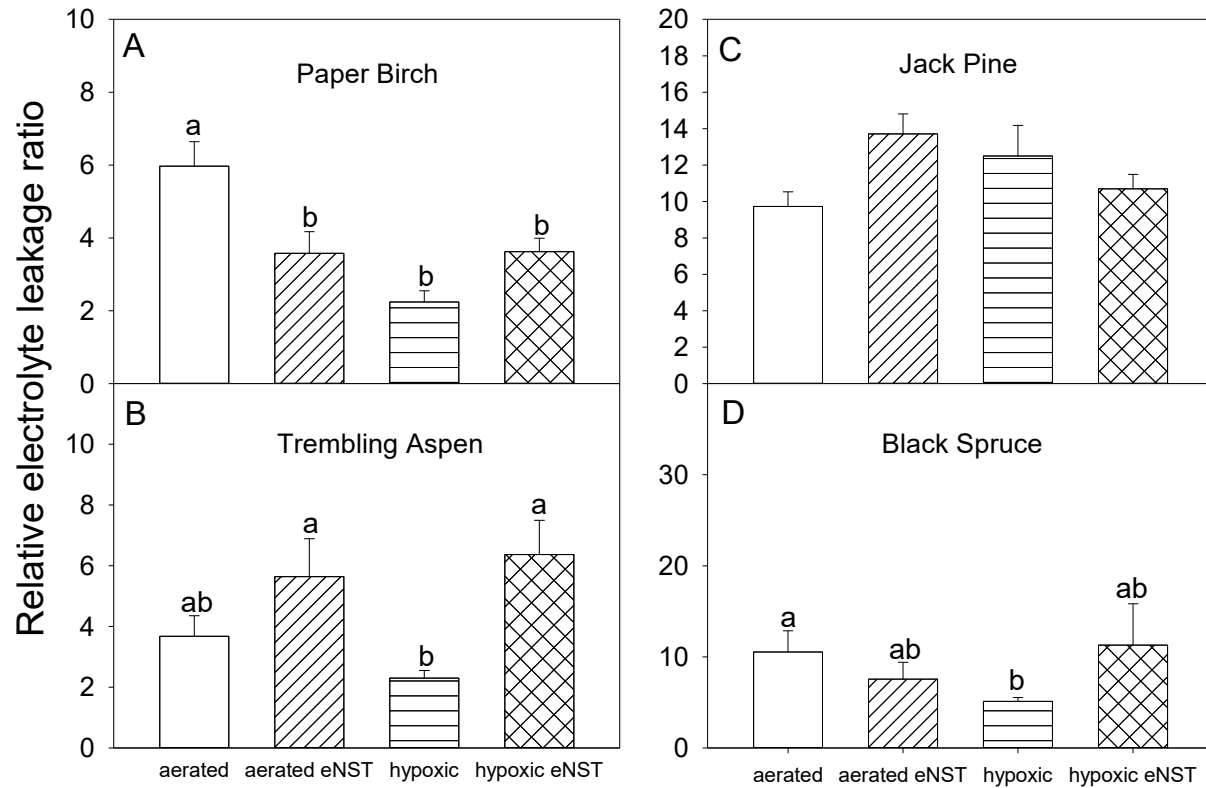 Relative electrolyte leakage ratio
A
Paper Birch
10
8
6
4
2
0
a
b
b
b
B
Trembling Aspen
10
8
6
4
2
0
ab
a
b
a
aerated
aerated eNST
hypoxic
hypoxic eNST
C
Jack Pine
20
18
16
14
12
10
8
6
4
2
0
D
Black Spruce
30
20
10
0
a
ab
b
ab
aerated
aerated eNST
hypoxic
hypoxic eNST